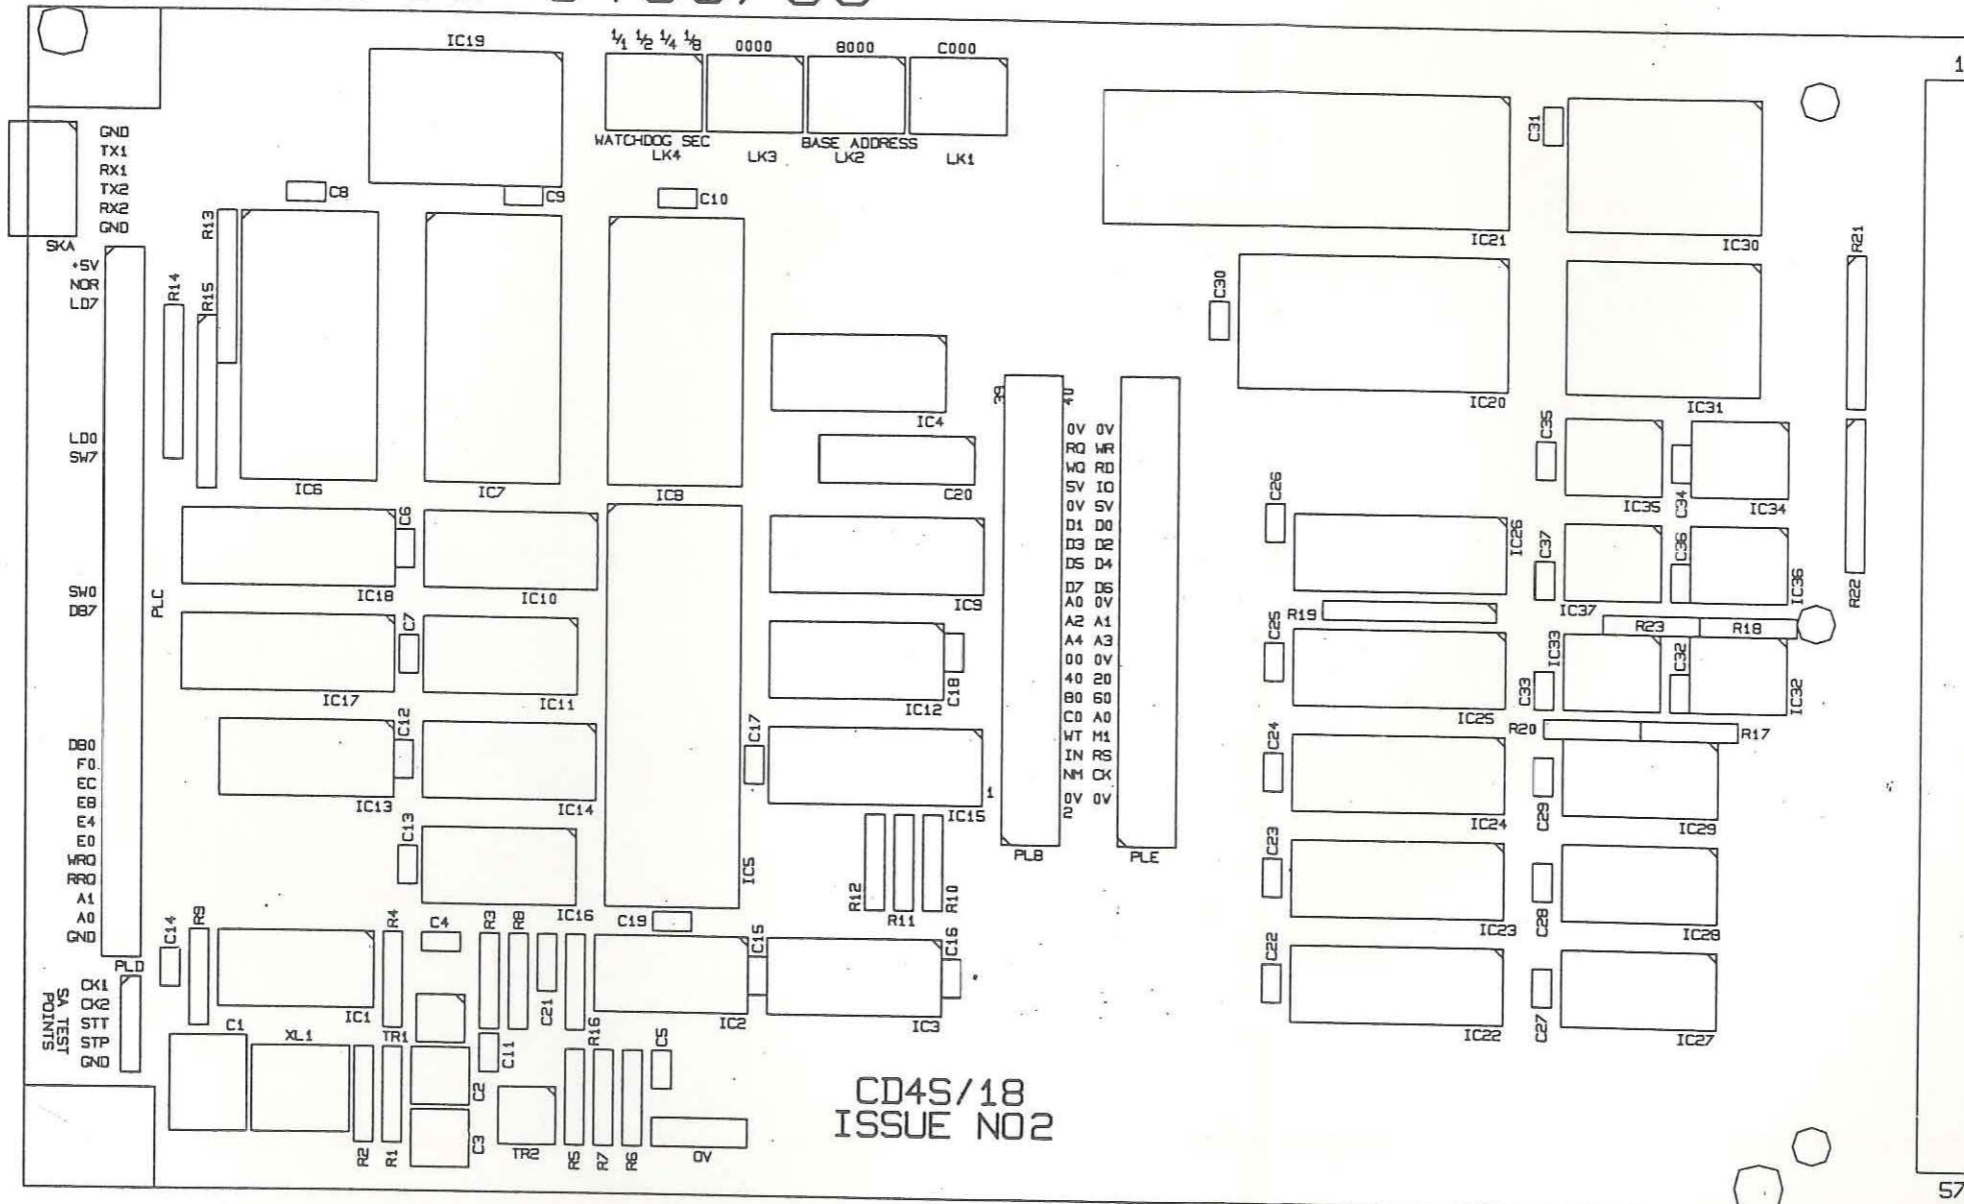 IC19
1/1 1/2 1/4 1/8
0000
8000
C000
WATCHDOG SEC
BASE ADDRESS
LK4
LK3
LK2
LK1
1
GND
TX1
RX1
TX2
RX2
GND
SKA
C8
C9
C10
C31
IC21
IC30
R13
R14
R15
R21
+5V
NOR
LD7
LD0
SW7
SW0
DB7
PLC
DB0
F0
EC
E8
E4
E0
WRQ
RRQ
A1
A0
GND
PLD
CK1
CK2
STT
STP
GND
SA TEST
POINTS
IC6
IC7
IC8
IC4
C20
C30
IC20
IC31
39
40
0V 0V
RQ WR
WQ RD
5V IO
0V 5V
D1 D0
D3 D2
D5 D4
D7 D6
A0 0V
A2 A1
A4 A3
00 0V
40 20
80 60
C0 A0
WT M1
IN RS
NM CK
0V 0V
1
2
PLB
PLE
C35
IC35
C34
IC34
C6
IC18
IC10
IC9
C26
IC26
C37
IC37
C36
IC36
R22
R19
R23
R18
C7
IC17
IC11
IC12
C18
C25
IC25
IC33
C33
C32
IC32
R20
R17
C12
IC13
IC14
C17
IC15
C24
IC24
C29
IC29
C13
IC16
IC5
R12
R11
R10
C23
IC23
C28
IC28
C14
R9
IC1
R4
C4
R3
R8
C21
R16
C19
IC2
C15
IC3
C16
C22
IC22
C27
IC27
C1
XL1
TR1
C11
C2
C3
R2
R1
TR2
R5
R7
R6
C5
0V
CD45/18
ISSUE NO2
57